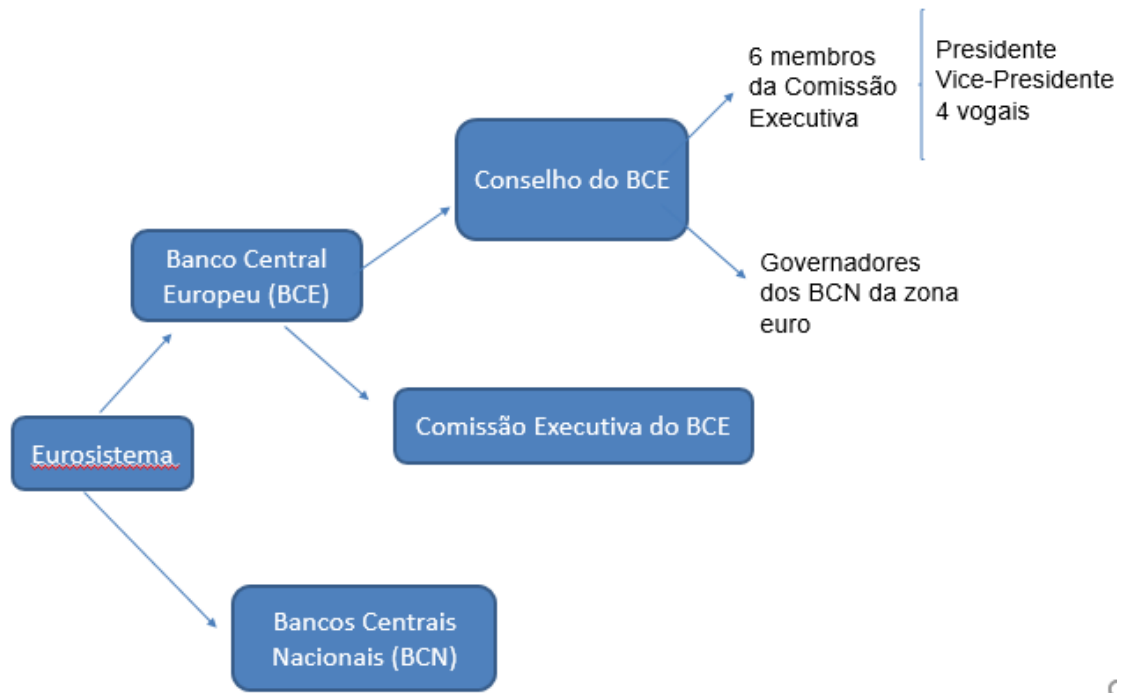 6 membros
da Comissão
Executiva
Presidente
Vice-Presidente
4 vogais
Conselho do BCE
Governadores
dos BCN da zona
euro
Banco Central
Europeu (BCE)
Comissão Executiva do BCE
Eurosistema
Bancos Centrais
Nacionais (BCN)